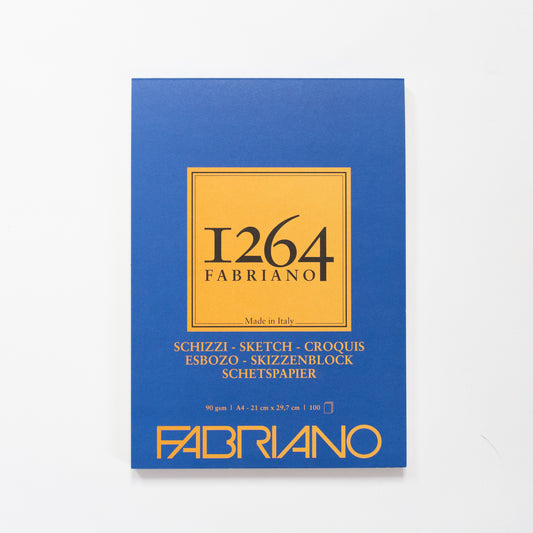 1264
FABRIANO
Made in Italy
SCHIZZI - SKETCH - CROQUIS
ESBOZO - SKIZZENBLOCK
SCHETSPAPIER
90 gsm | A4 - 21 cm x 29,7 cm | 100
FABRIANO